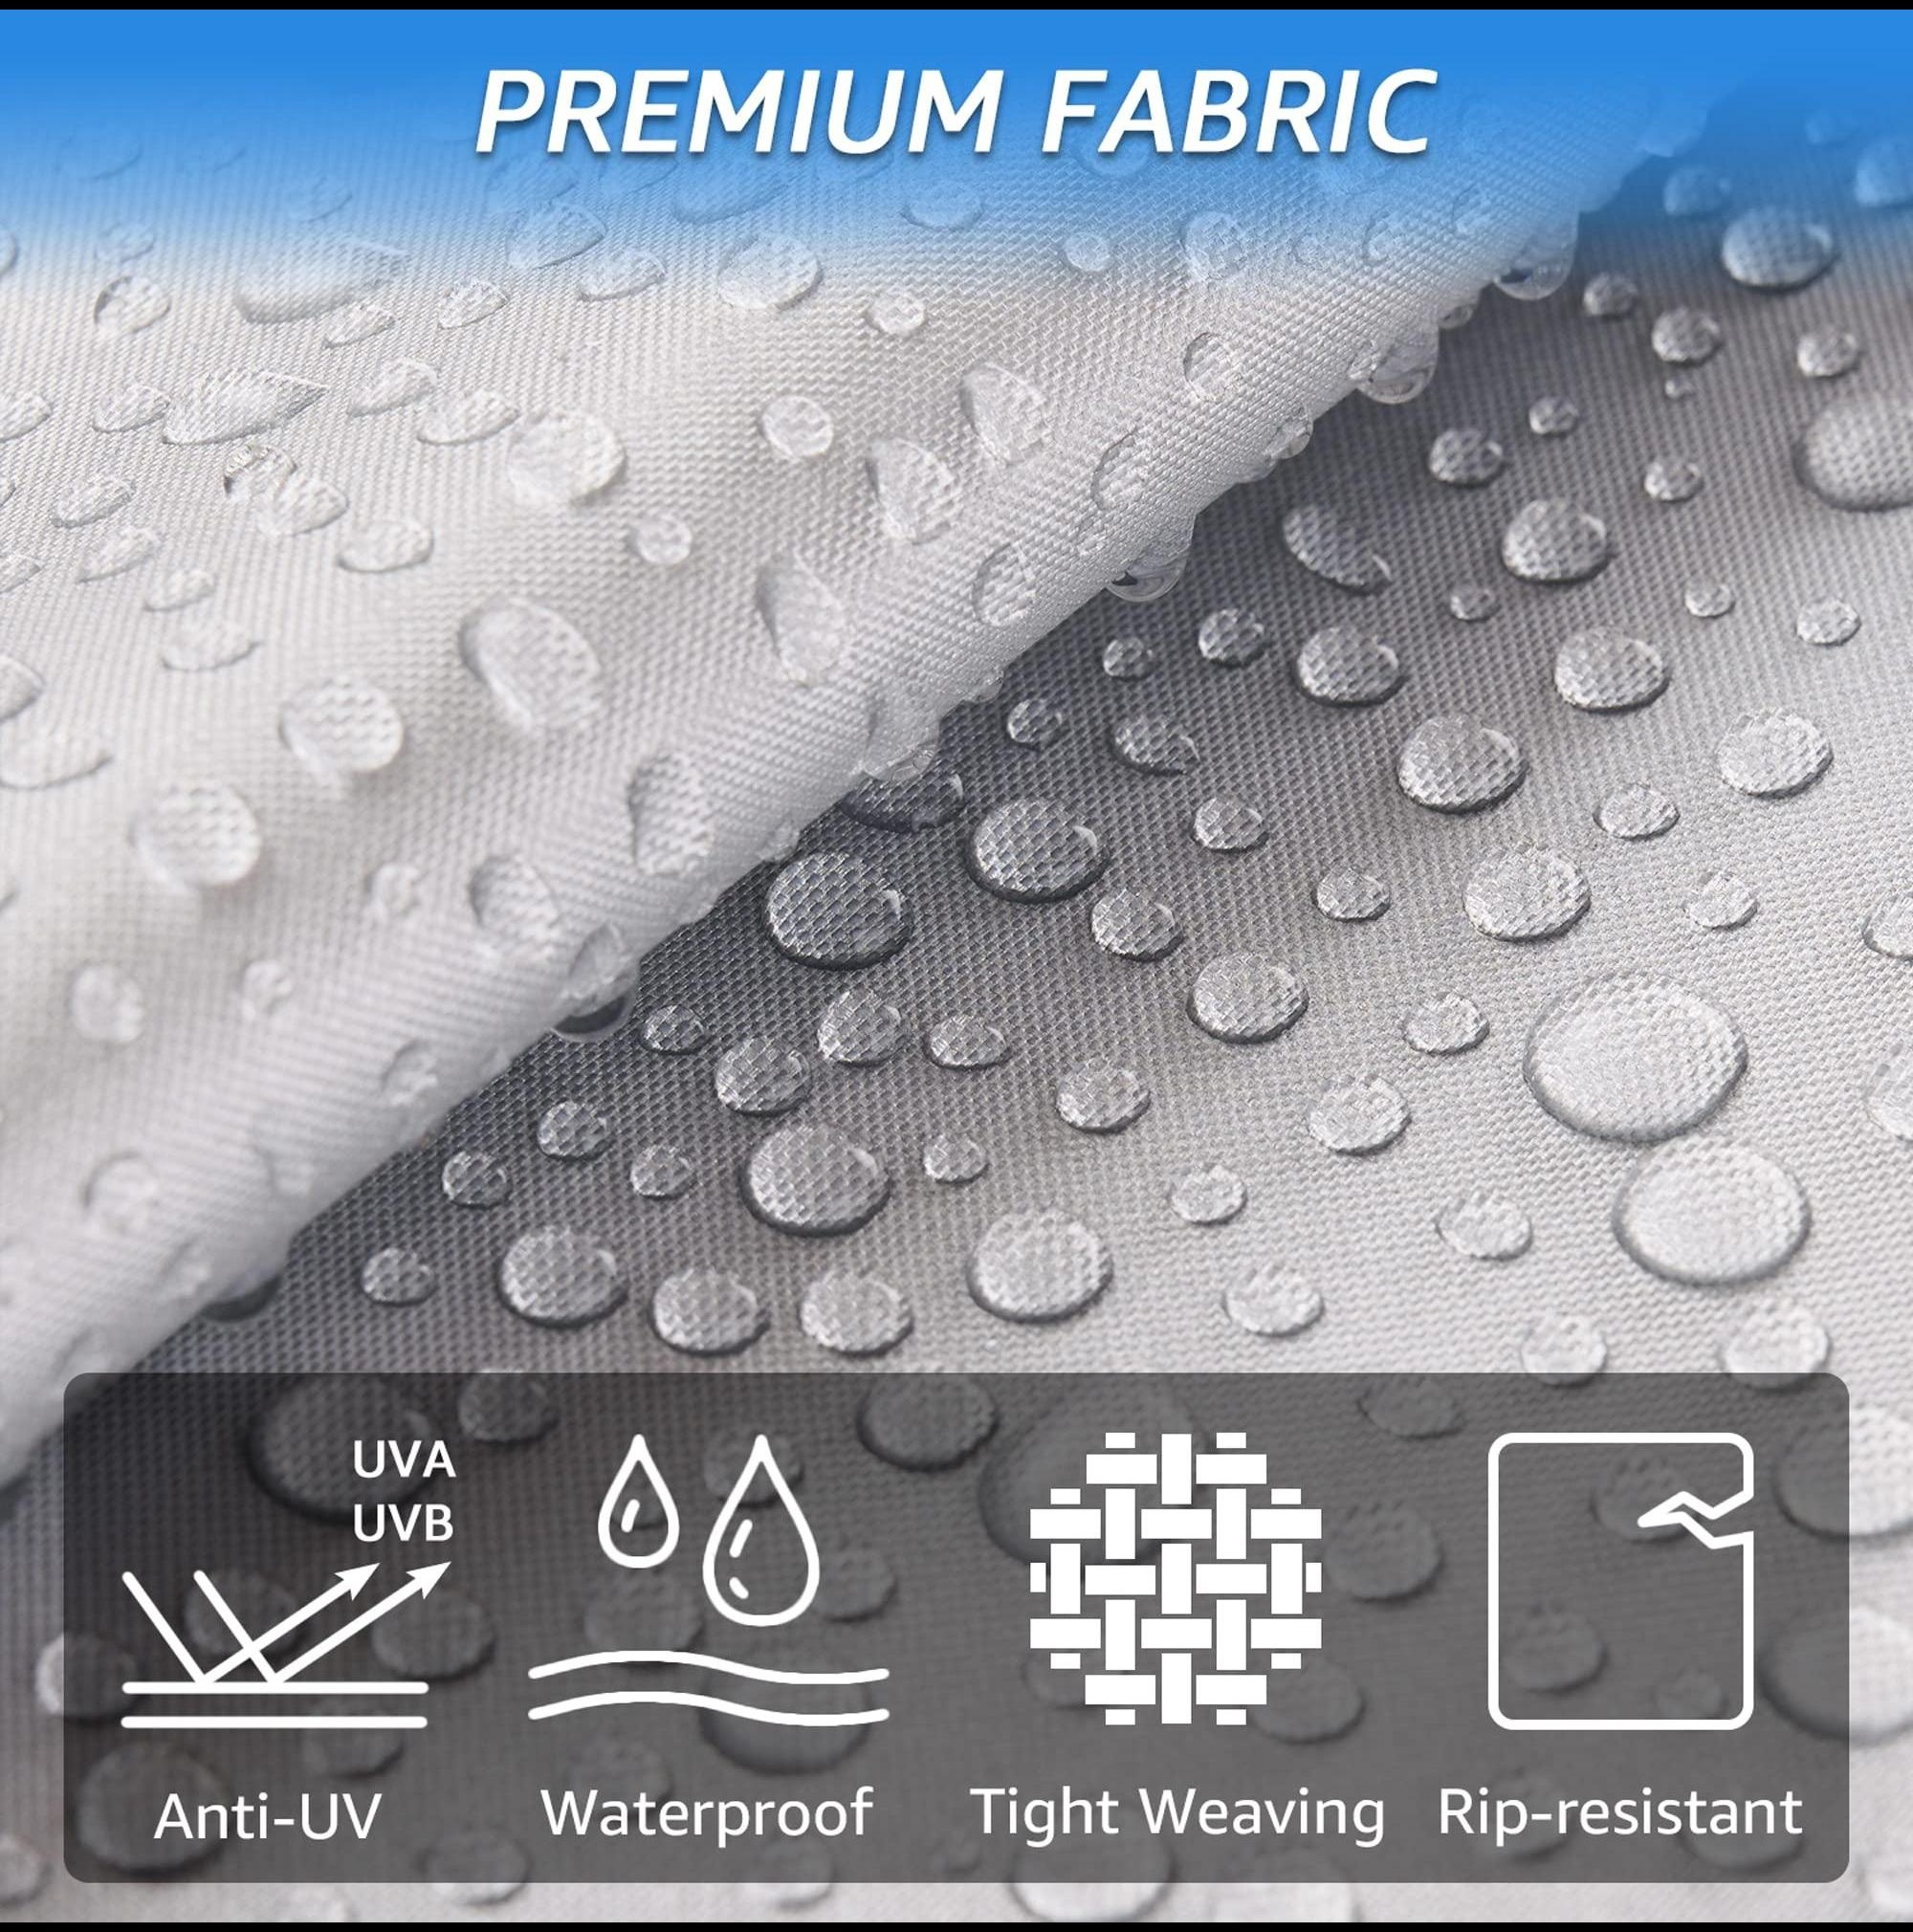 PREMIUM FABRIC
UVA
UVB
Anti-UV
Waterproof
Tight Weaving
Rip-resistant